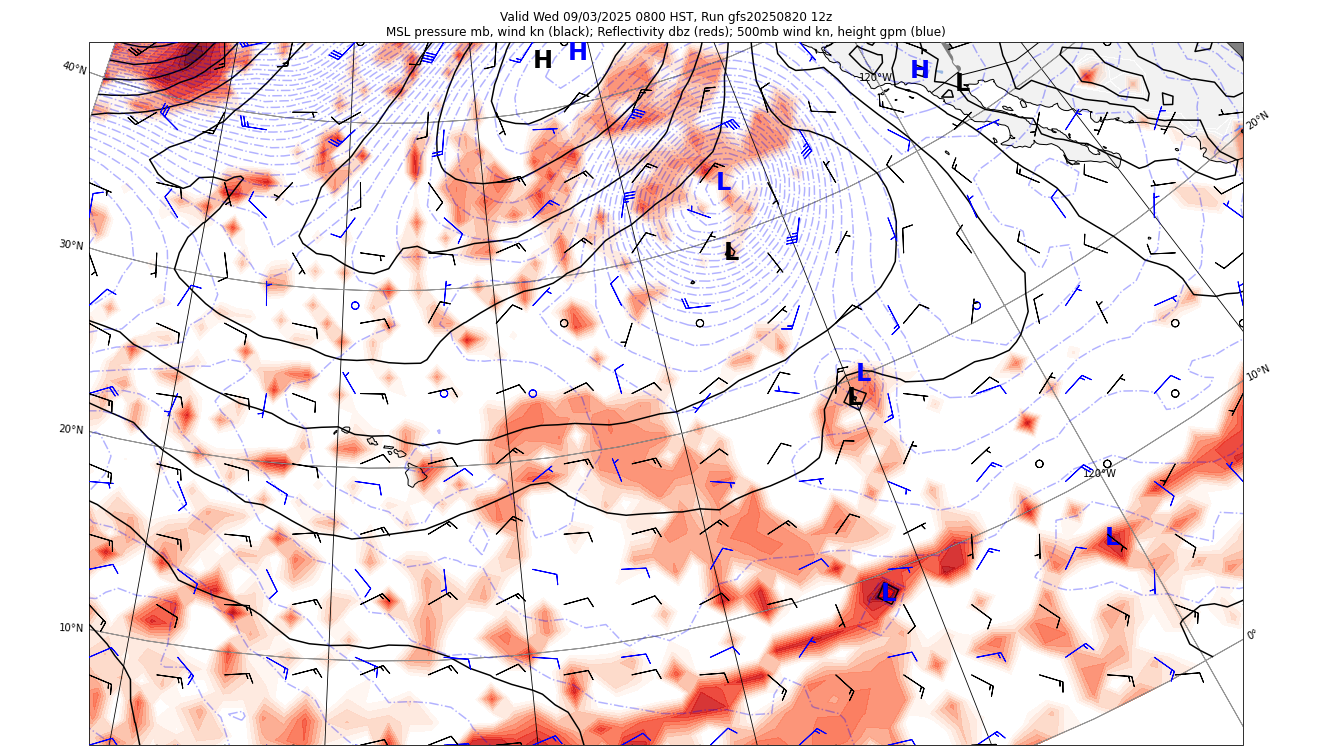 Valid Wed 09/03/2025 0800 HST, Run gfs20250820 12z
MSL pressure mb, wind kn (black); Reflectivity dbz (reds); 500mb wind kn, height gpm (blue)
H
H
H
L
120°W
40°N
20°N
L
30°N
L
10°N
L
L
20°N
120°W
L
L
10°N
0°